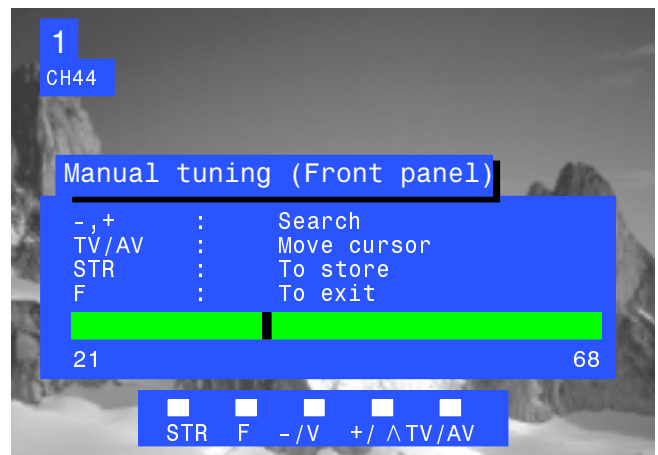 1
CH44
Manual tuning (Front panel)
-,+ : Search
TV/AV : Move cursor
STR : To store
F : To exit
21 68
STR F -/V +/ΛTV/AV